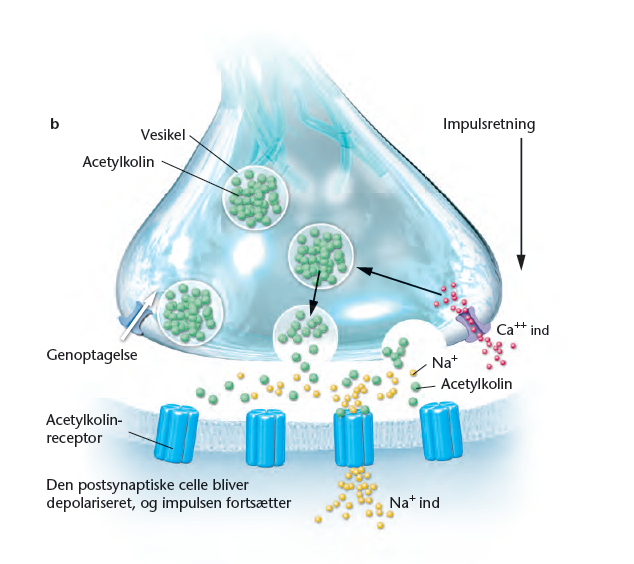 b
Vesikel
Acetylkolin
Impulsretning
Ca++ ind
Genoptagelse
Na+
Acetylkolin
Acetylkolin-
receptor
Den postsynaptiske celle bliver
depolariseret, og impulsen fortsætter
Na+ ind